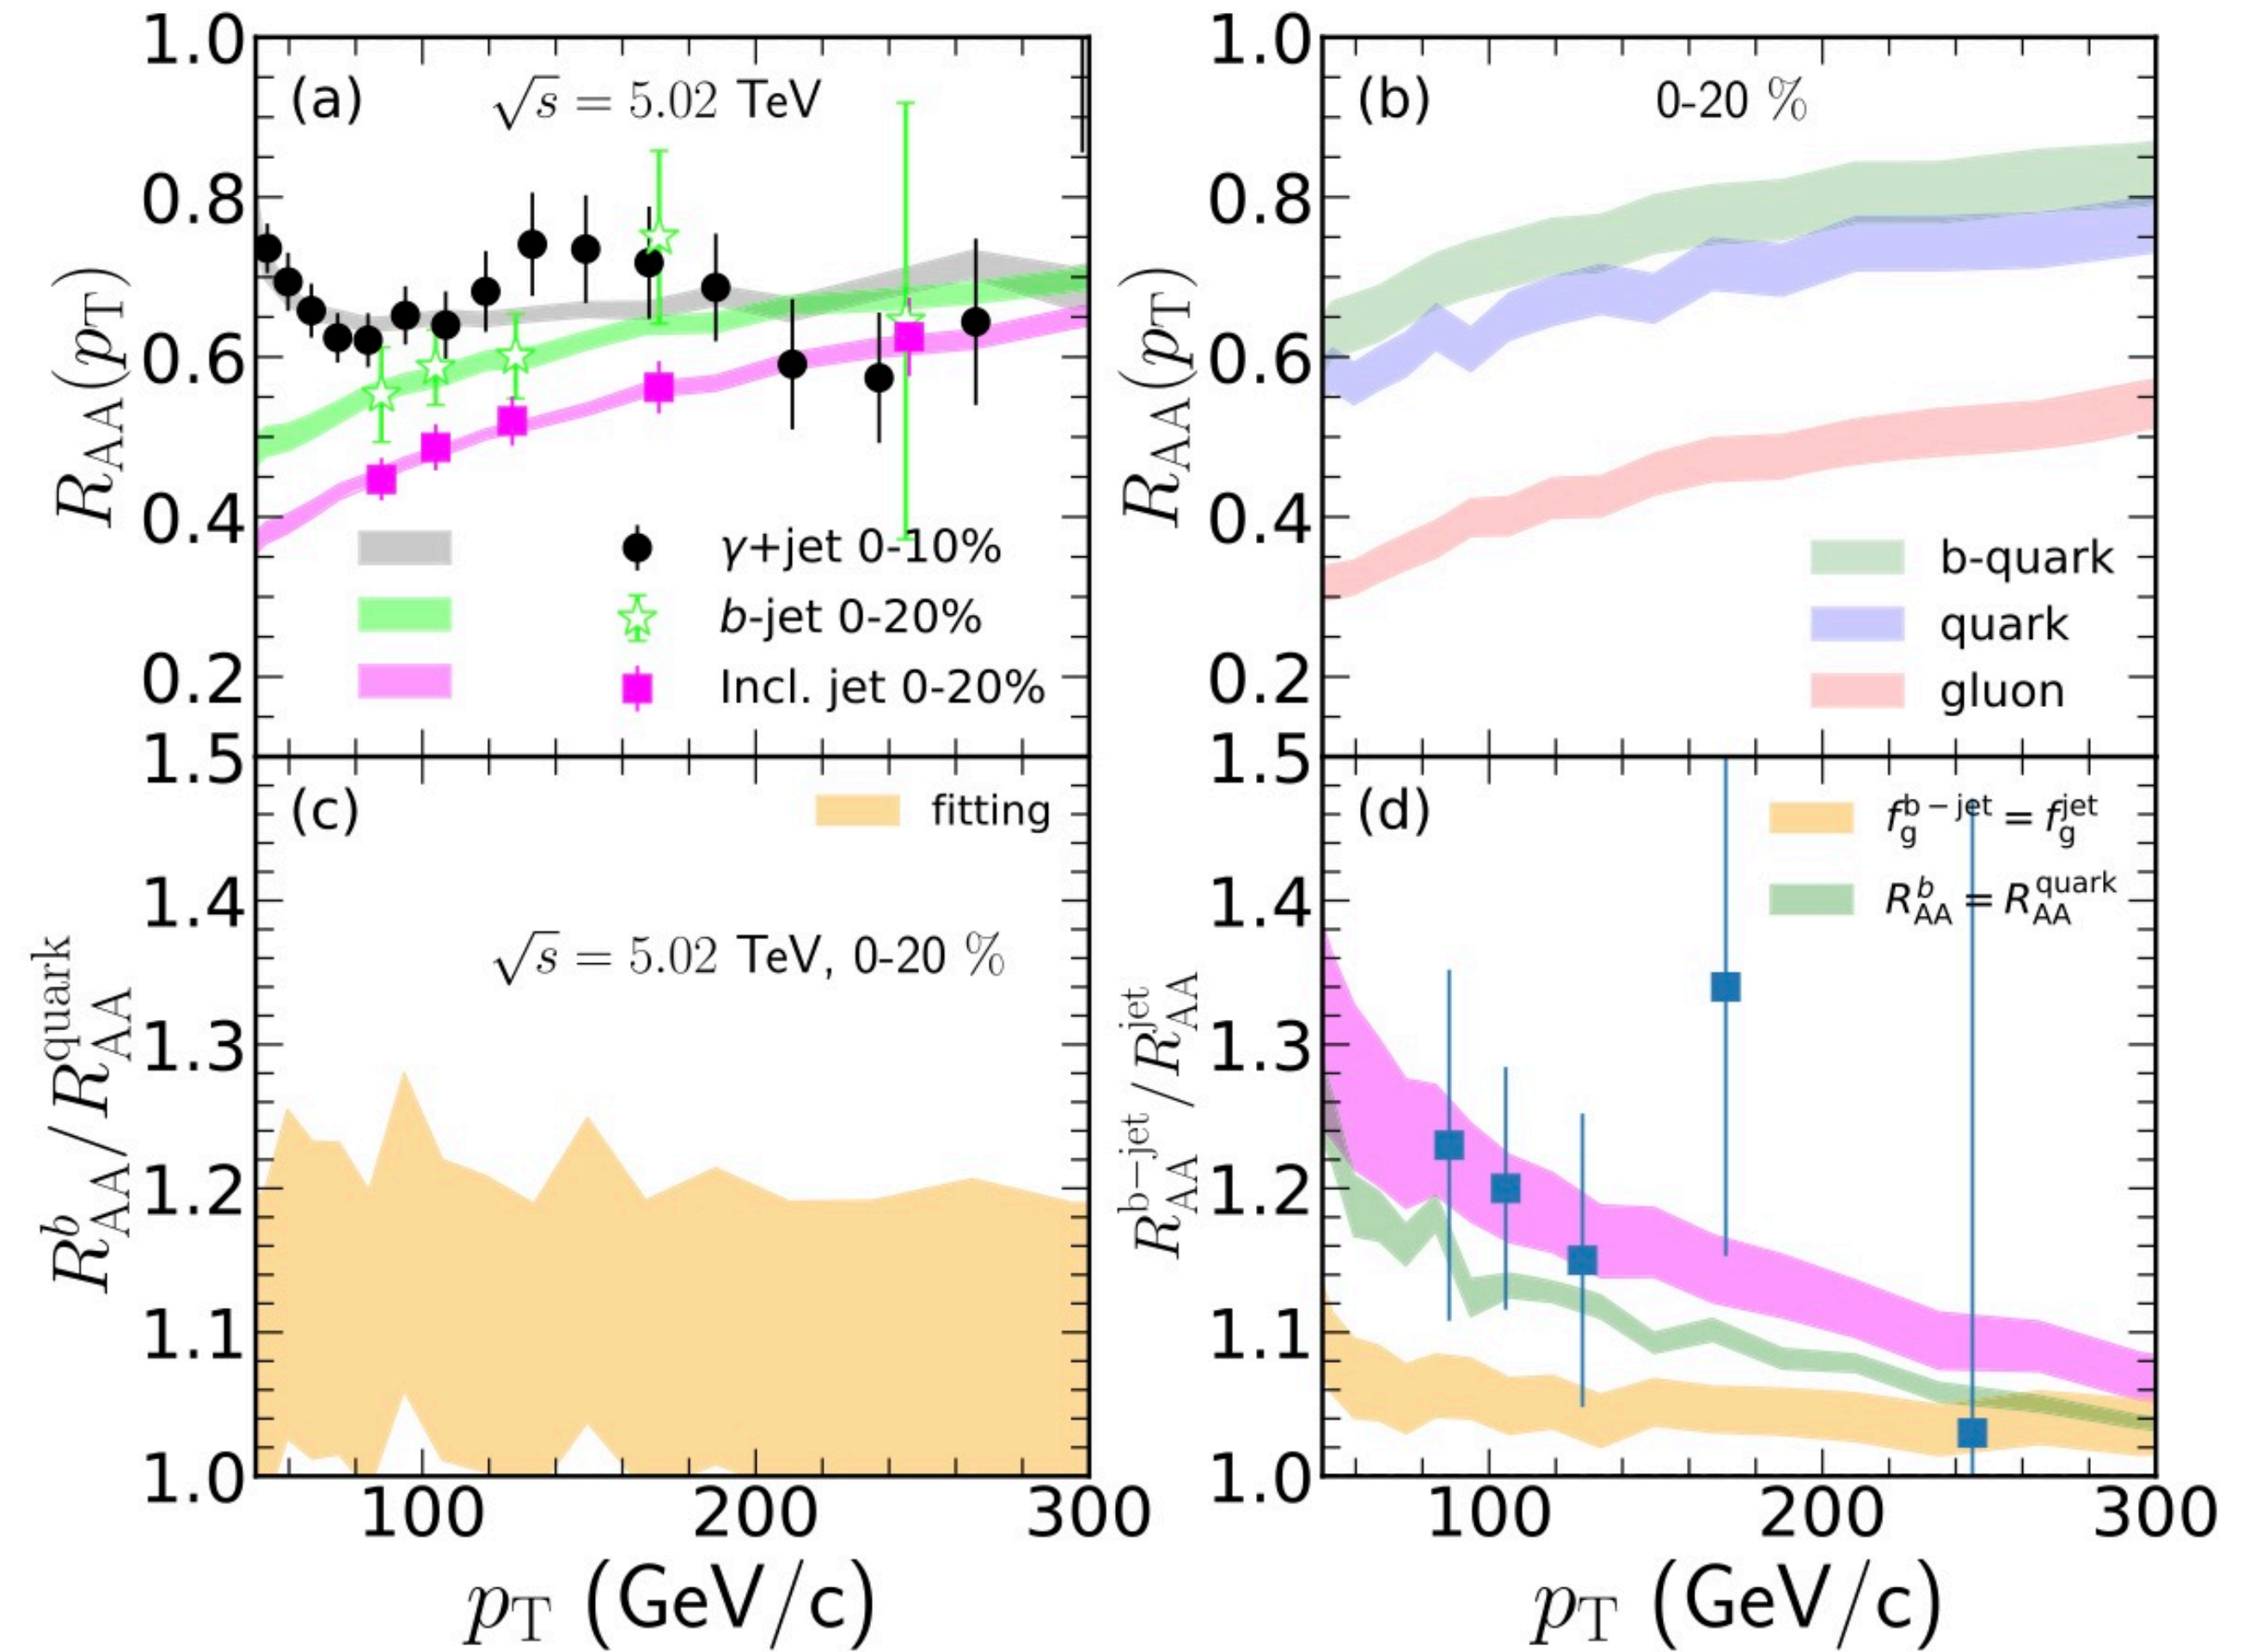 (a) √s = 5.02 TeV
R_AA(p_T)
1.0
0.8
0.6
0.4
0.2
γ+jet 0-10%
b-jet 0-20%
Incl. jet 0-20%
(b) 0-20 %
R_AA(p_T)
1.0
0.8
0.6
0.4
0.2
b-quark
quark
gluon
(c) fitting
√s = 5.02 TeV, 0-20 %
R^b_AA/R^quark_AA
1.5
1.4
1.3
1.2
1.1
1.0
100 200 300
p_T (GeV/c)
(d)
f_g^b−jet = f_g^jet
R^b_AA = R^quark_AA
R^b−jet_AA/R^jet_AA
1.5
1.4
1.3
1.2
1.1
1.0
100 200 300
p_T (GeV/c)